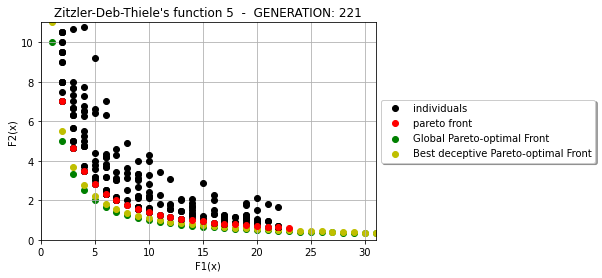 Zitzler-Deb-Thiele's function 5 - GENERATION: 221
10
8
6
4
2
0
F2(x)
0
5
10
15
20
25
30
F1(x)
individuals
pareto front
Global Pareto-optimal Front
Best deceptive Pareto-optimal Front